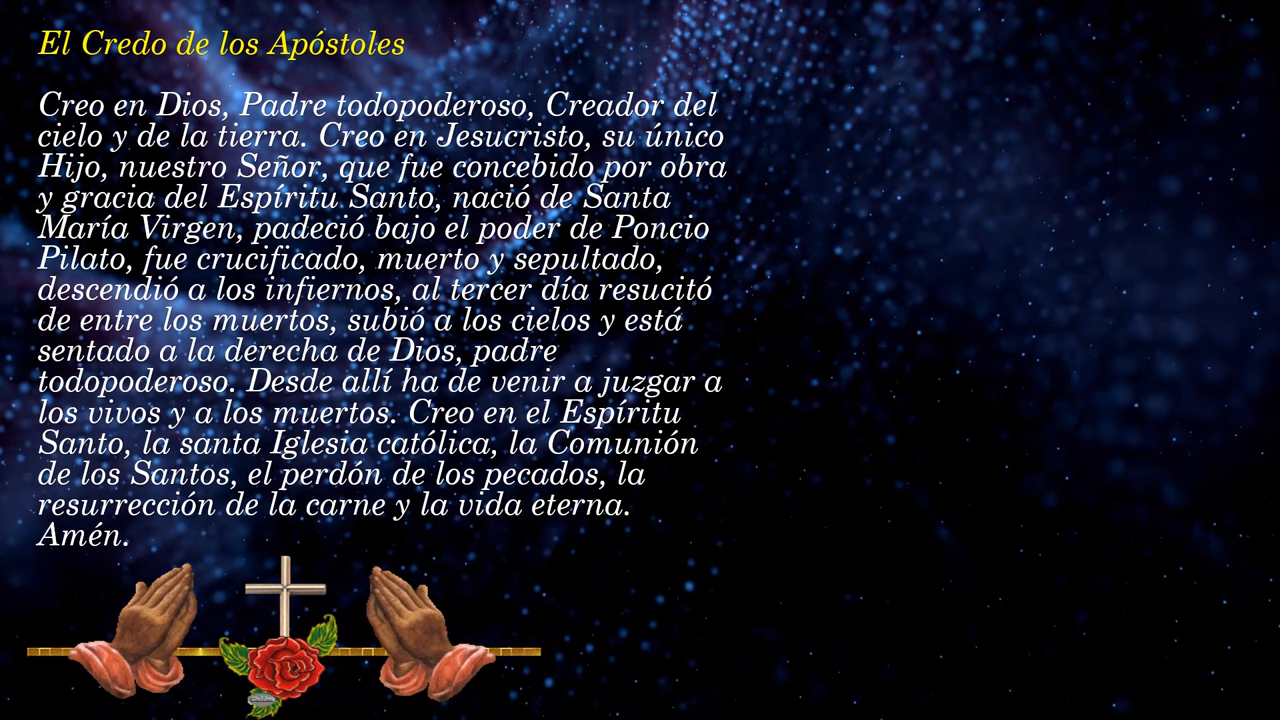 El Credo de los Apóstoles
Creo en Dios, Padre todopoderoso, Creador del
cielo y de la tierra. Creo en Jesucristo, su único
Hijo, nuestro Señor, que fue concebido por obra
y gracia del Espíritu Santo, nació de Santa
María Virgen, padeció bajo el poder de Poncio
Pilato, fue crucificado, muerto y sepultado,
descendió a los infiernos, al tercer día resucitó
de entre los muertos, subió a los cielos y está
sentado a la derecha de Dios, padre
todopoderoso. Desde allí ha de venir a juzgar a
los vivos y a los muertos. Creo en el Espíritu
Santo, la santa Iglesia católica, la Comunión
de los Santos, el perdón de los pecados, la
resurrección de la carne y la vida eterna.
Amén.